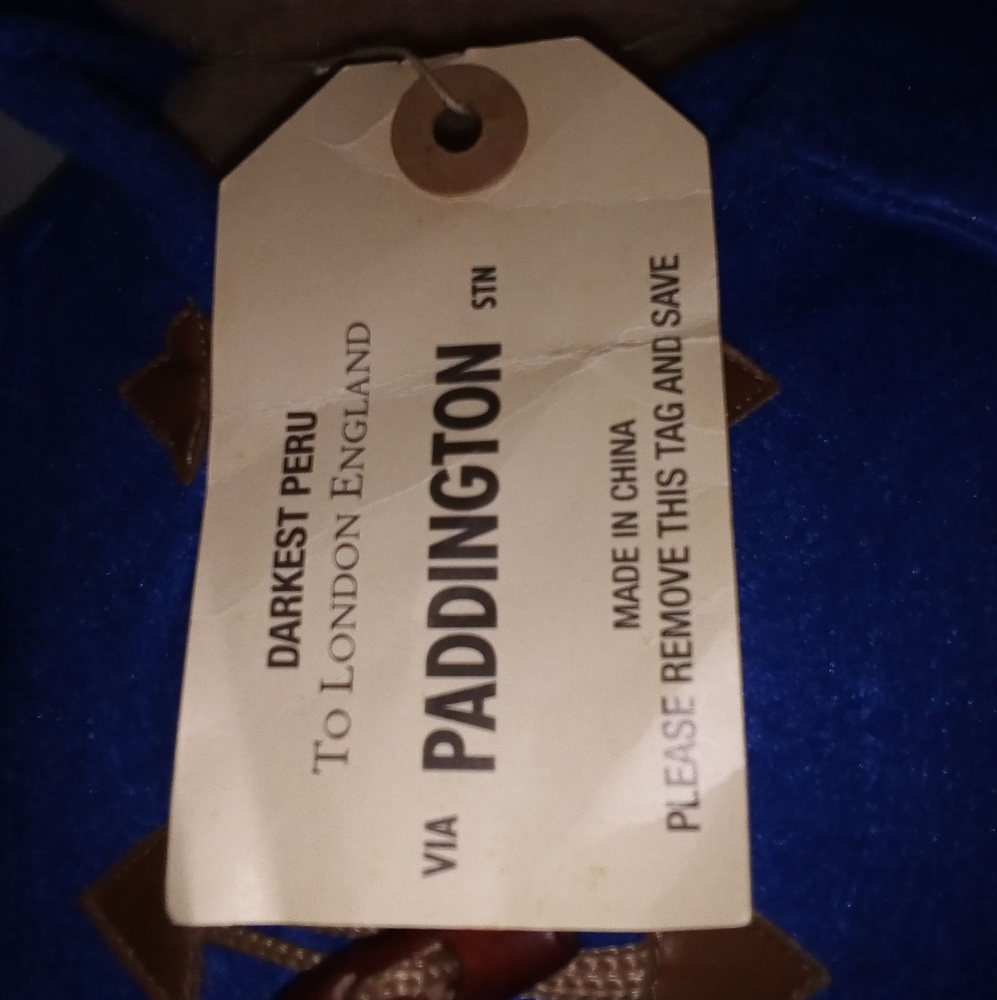 DARKEST PERU
TO LONDON ENGLAND
VIA PADDINGTON STN
MADE IN CHINA
PLEASE REMOVE THIS TAG AND SAVE